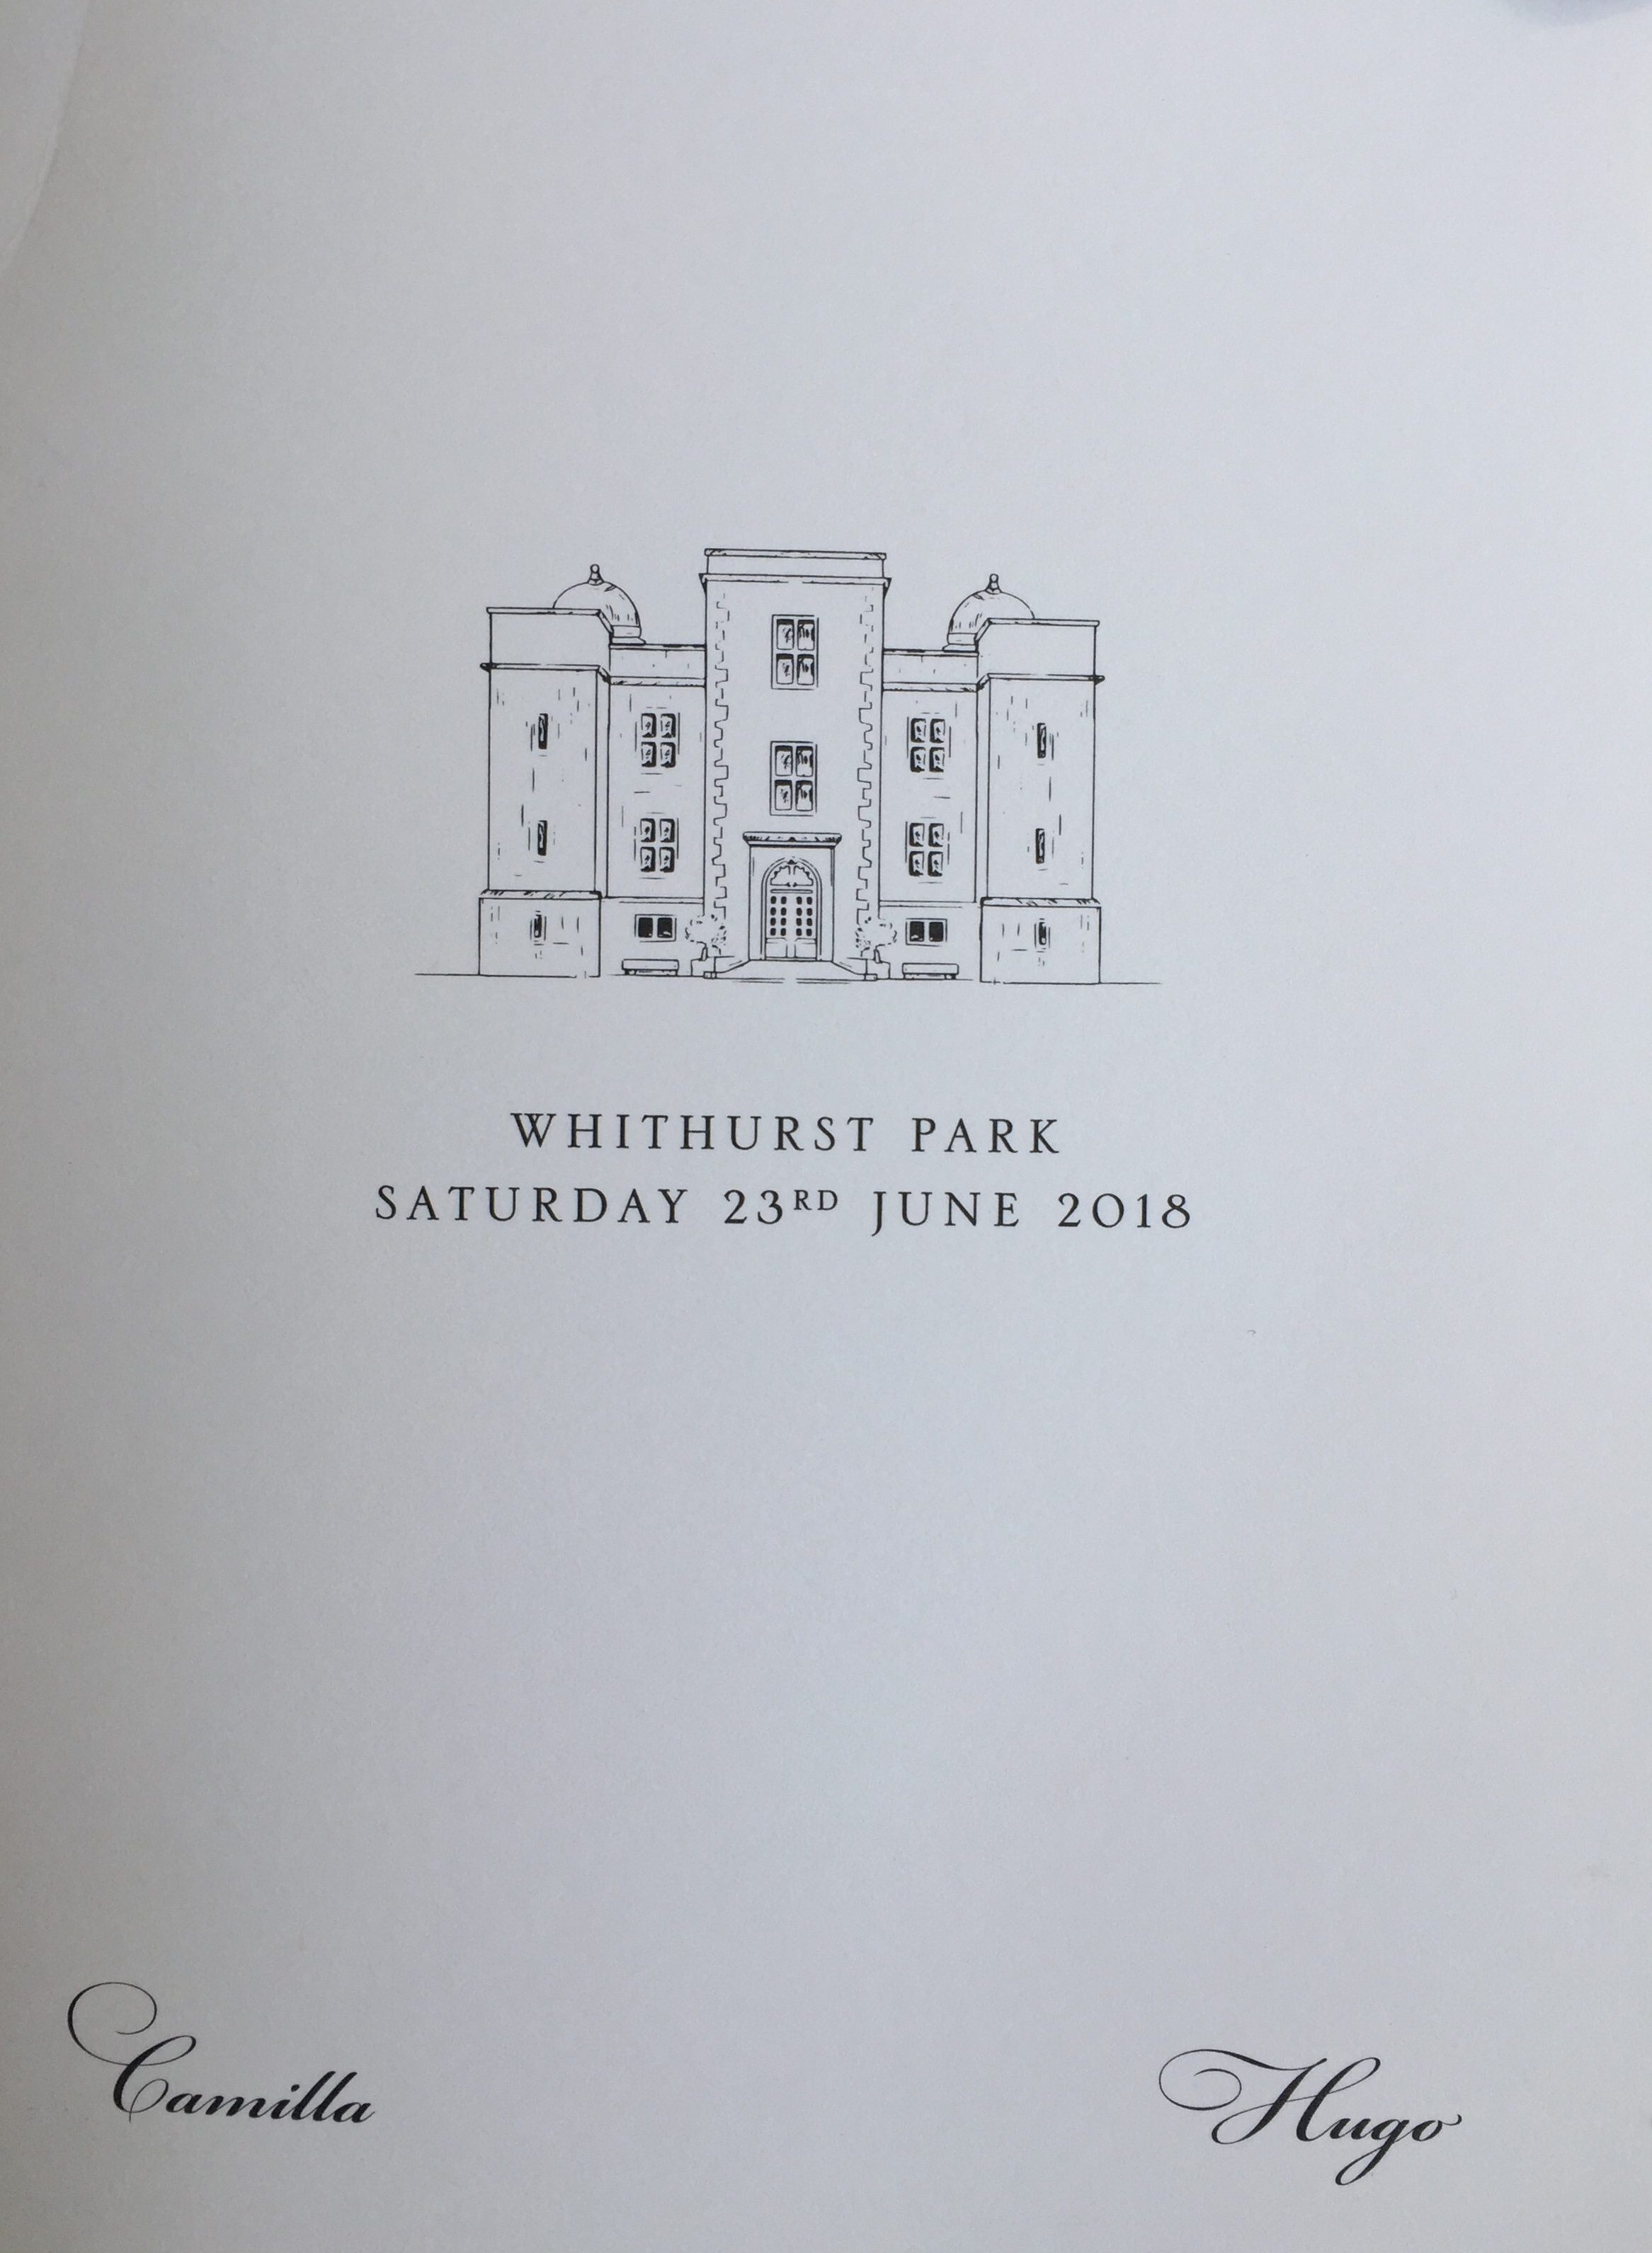 WHITHURST PARK
SATURDAY 23RD JUNE 2018
Camilla
Hugo